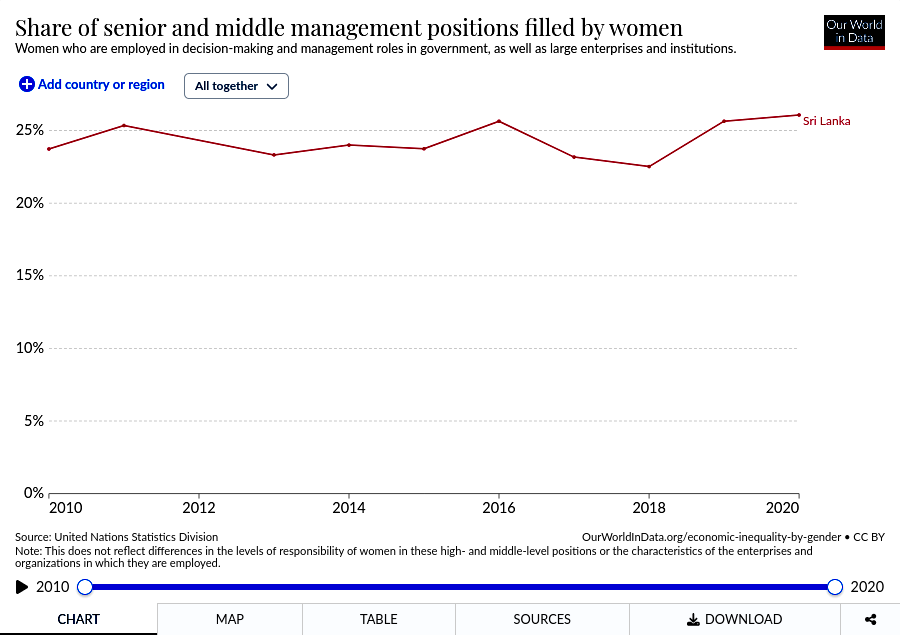 Share of senior and middle management positions filled by women
Women who are employed in decision-making and management roles in government, as well as large enterprises and institutions.
Our World
in Data
Add country or region
All together
25%
Sri Lanka
20%
15%
10%
5%
0%
2010 2012 2014 2016 2018 2020
Source: United Nations Statistics Division
OurWorldInData.org/economic-inequality-by-gender • CC BY
Note: This does not reflect differences in the levels of responsibility of women in these high- and middle-level positions or the characteristics of the enterprises and
organizations in which they are employed.
2010 2020
CHART MAP TABLE SOURCES DOWNLOAD